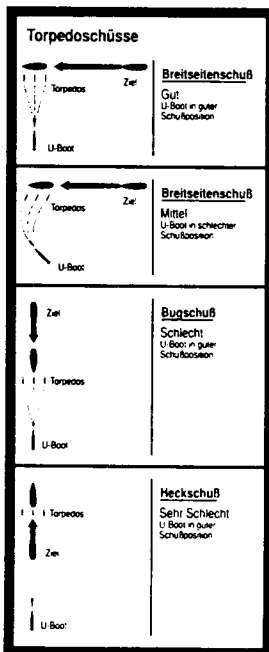 Torpedoschüsse
Torpedos
Ziel
U-Boot
Breitseitenschuß
Gut
U-Boot in guter
Schußposition
Torpedos
Ziel
U-Boot
Breitseitenschuß
Mittel
U-Boot in schlechter
Schußposition
Ziel
Torpedos
U-Boot
Bugschuß
Schlecht
U-Boot in guter
Schußposition
Torpedos
Ziel
U-Boot
Heckschuß
Sehr Schlecht
U-Boot in guter
Schußposition